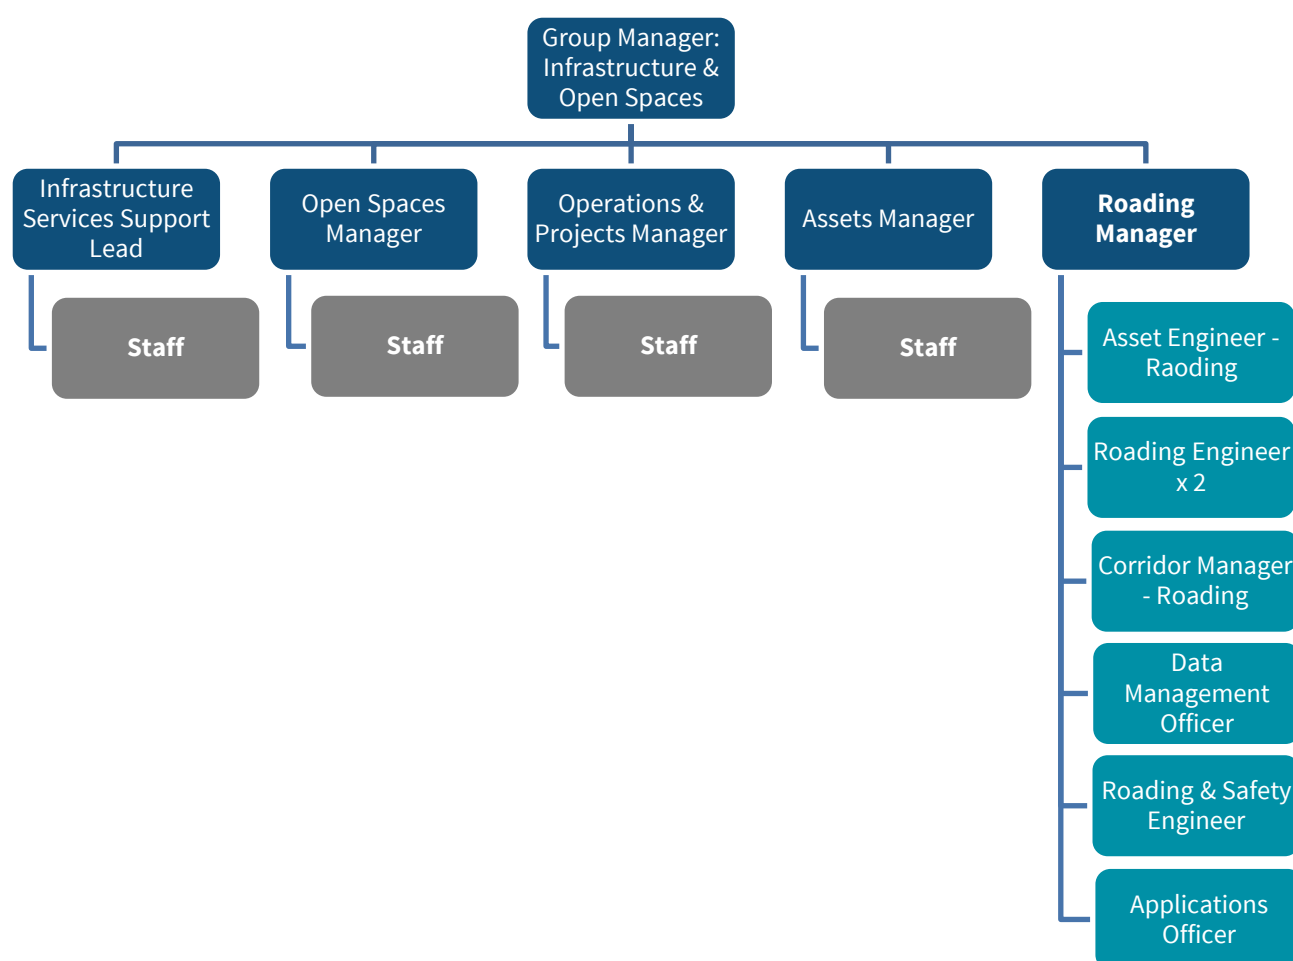 Group Manager:
Infrastructure &
Open Spaces
Infrastructure
Services Support
Lead
Open Spaces
Manager
Operations &
Projects Manager
Assets Manager
Roading
Manager
Staff
Staff
Staff
Staff
Asset Engineer -
Raoding
Roading Engineer
x 2
Corridor Manager
- Roading
Data
Management
Officer
Roading & Safety
Engineer
Applications
Officer